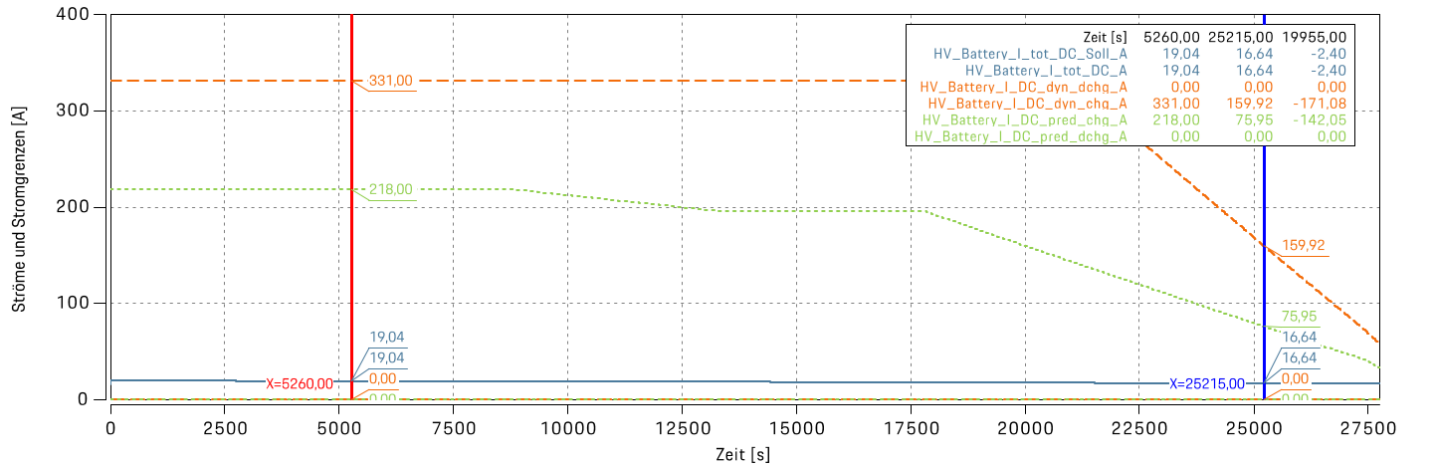 400
300
200
100
0
Ströme und Stromgrenzen [A]
Zeit [s] 5260,00 25215,00 19955,00
HV_Battery_I_tot_DC_Soll_A 19,04 16,64 -2,40
HV_Battery_I_tot_DC_A 19,04 16,64 -2,40
HV_Battery_I_DC_dyn_dchg_A 0,00 0,00 0,00
HV_Battery_I_DC_dyn_chg_A 331,00 159,92 -171,08
HV_Battery_I_DC_pred_chg_A 218,00 75,95 -142,05
HV_Battery_I_DC_pred_dchg_A 0,00 0,00 0,00
331,00
218,00
159,92
75,95
19,04
19,04
16,64
16,64
X=5260,00
0,00
0,00
X=25215,00
0,00
0,00
0 2500 5000 7500 10000 12500 15000 17500 20000 22500 25000 27500
Zeit [s]